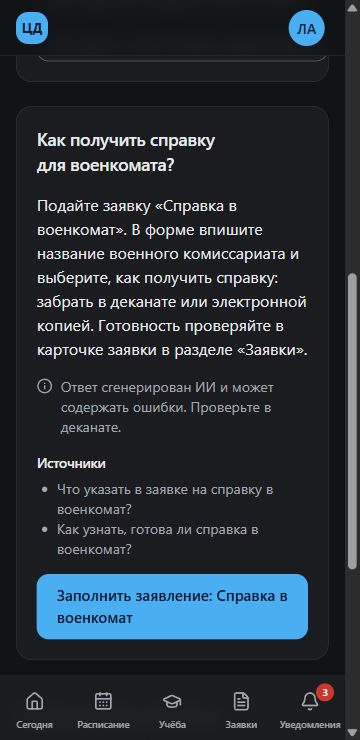 ЦД
ЛА
Как получить справку
для военкомата?
Подайте заявку «Справка в
военкомат». В форме впишите
название военного комиссариата и
выберите, как получить справку:
забрать в деканате или электронной
копией. Готовность проверяйте в
карточке заявки в разделе «Заявки».
Ответ сгенерирован ИИ и может
содержать ошибки. Проверьте в
деканате.
Источники
• Что указать в заявке на справку в
военкомат?
• Как узнать, готова ли справка в
военкомат?
Заполнить заявление: Справка в
военкомат
3
Сегодня Расписание Учёба Заявки Уведомления